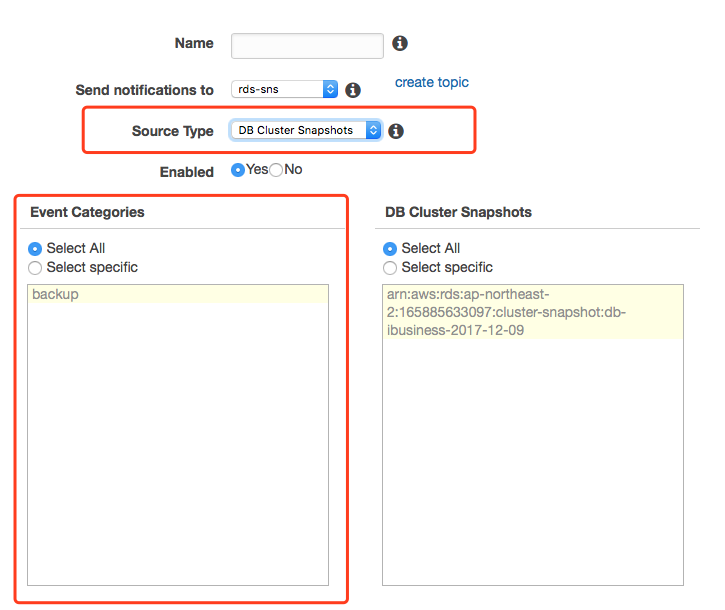 Name
Send notifications to rds-sns create topic
Source Type DB Cluster Snapshots
Enabled Yes No
Event Categories
Select All
Select specific
backup
DB Cluster Snapshots
Select All
Select specific
arn:aws:rds:ap-northeast-
2:165885633097:cluster-snapshot:db-
ibusiness-2017-12-09